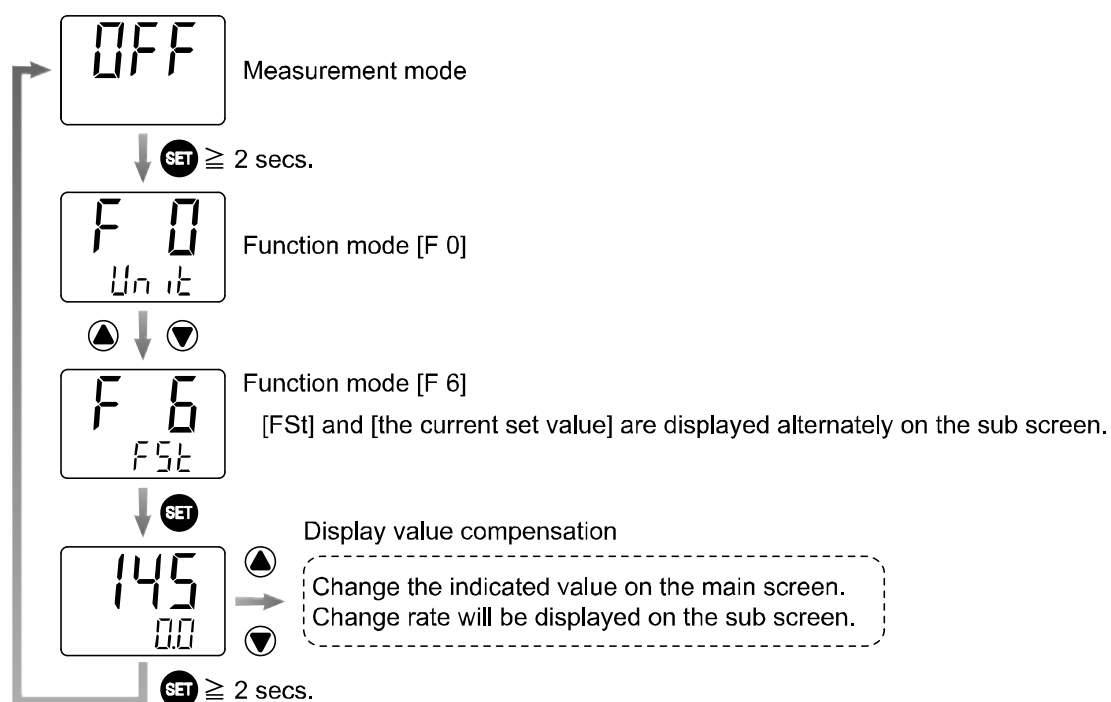 OFF
Measurement mode
SET ≧ 2 secs.
F 0
Unit
Function mode [F 0]
F 6
FSt
Function mode [F 6]
[FSt] and [the current set value] are displayed alternately on the sub screen.
SET
145
0.0
Display value compensation
Change the indicated value on the main screen.
Change rate will be displayed on the sub screen.
SET ≧ 2 secs.